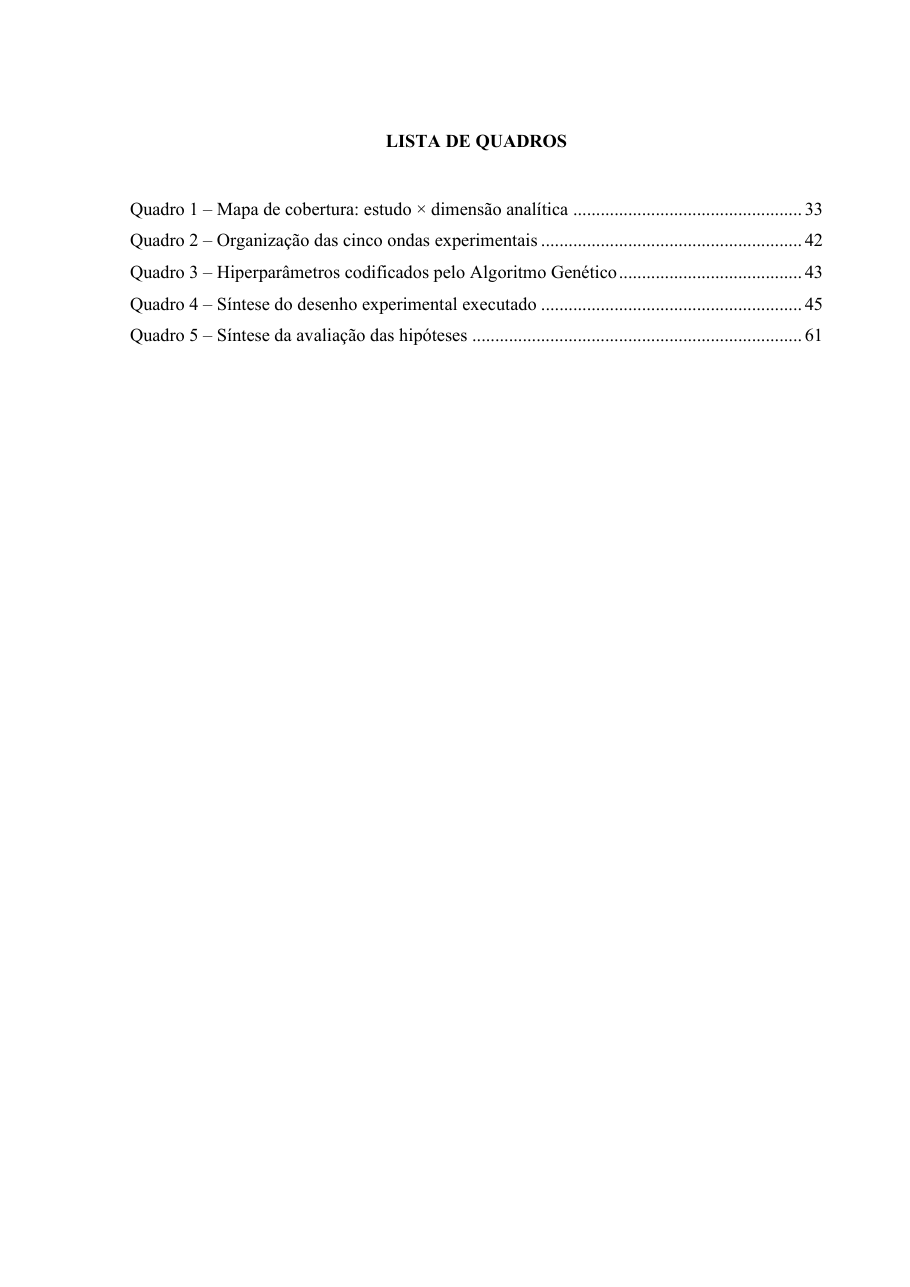 LISTA DE QUADROS
Quadro 1 – Mapa de cobertura: estudo × dimensão analítica .................................................. 33
Quadro 2 – Organização das cinco ondas experimentais ......................................................... 42
Quadro 3 – Hiperparâmetros codificados pelo Algoritmo Genético ........................................ 43
Quadro 4 – Síntese do desenho experimental executado ......................................................... 45
Quadro 5 – Síntese da avaliação das hipóteses ........................................................................ 61